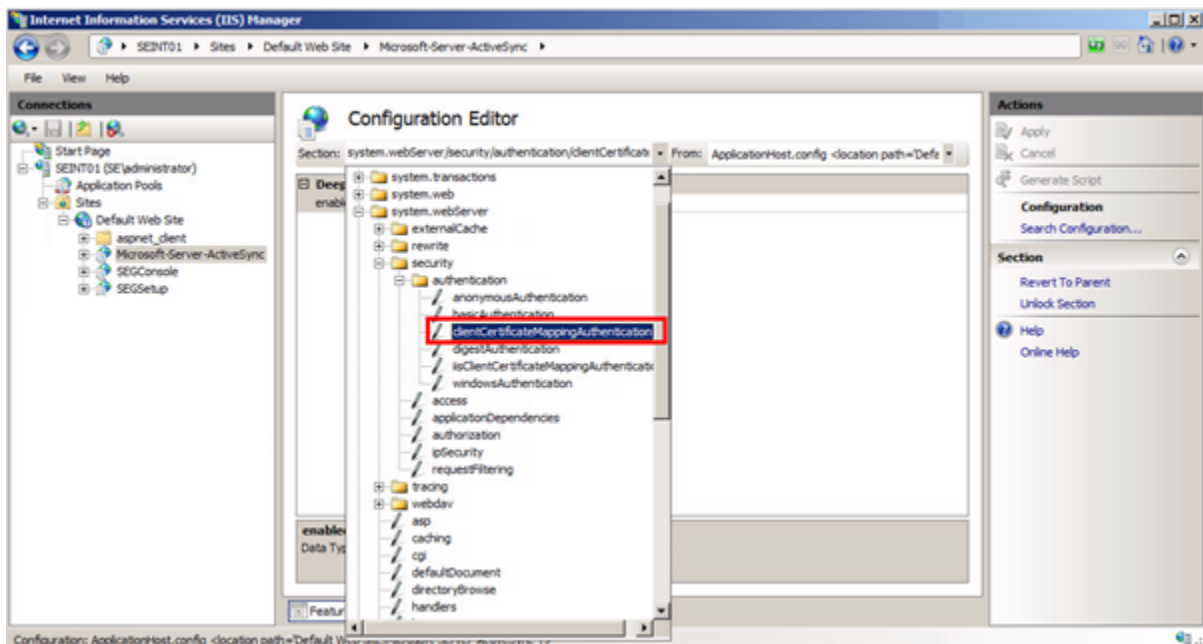 Internet Information Services (IIS) Manager
SEINT01 Sites Default Web Site Microsoft-Server-ActiveSync
File View Help
Connections
Start Page
SEINT01 (SE\administrator)
Application Pools
Sites
Default Web Site
aspnet_client
Microsoft-Server-ActiveSync
SEGConsole
SEGSetup
Configuration Editor
Section: system.webServer/security/authentication/clientCertificate From: ApplicationHost.config <location path='Defa
Deep
enabl
system.transactions
system.web
system.webServer
externalCache
rewrite
security
authentication
anonymousAuthentication
basicAuthentication
clientCertificateMappingAuthentication
digestAuthentication
iisClientCertificateMappingAuthenticatio
windowsAuthentication
access
applicationDependencies
authorization
ipSecurity
requestFiltering
tracing
webdav
asp
caching
cgi
defaultDocument
directoryBrowse
handlers
enable
Data Typ
Featur
Actions
Apply
Cancel
Generate Script
Configuration
Search Configuration...
Section
Revert To Parent
Unlock Section
Help
Online Help
Configuration: ApplicationHost.config <location path='Default